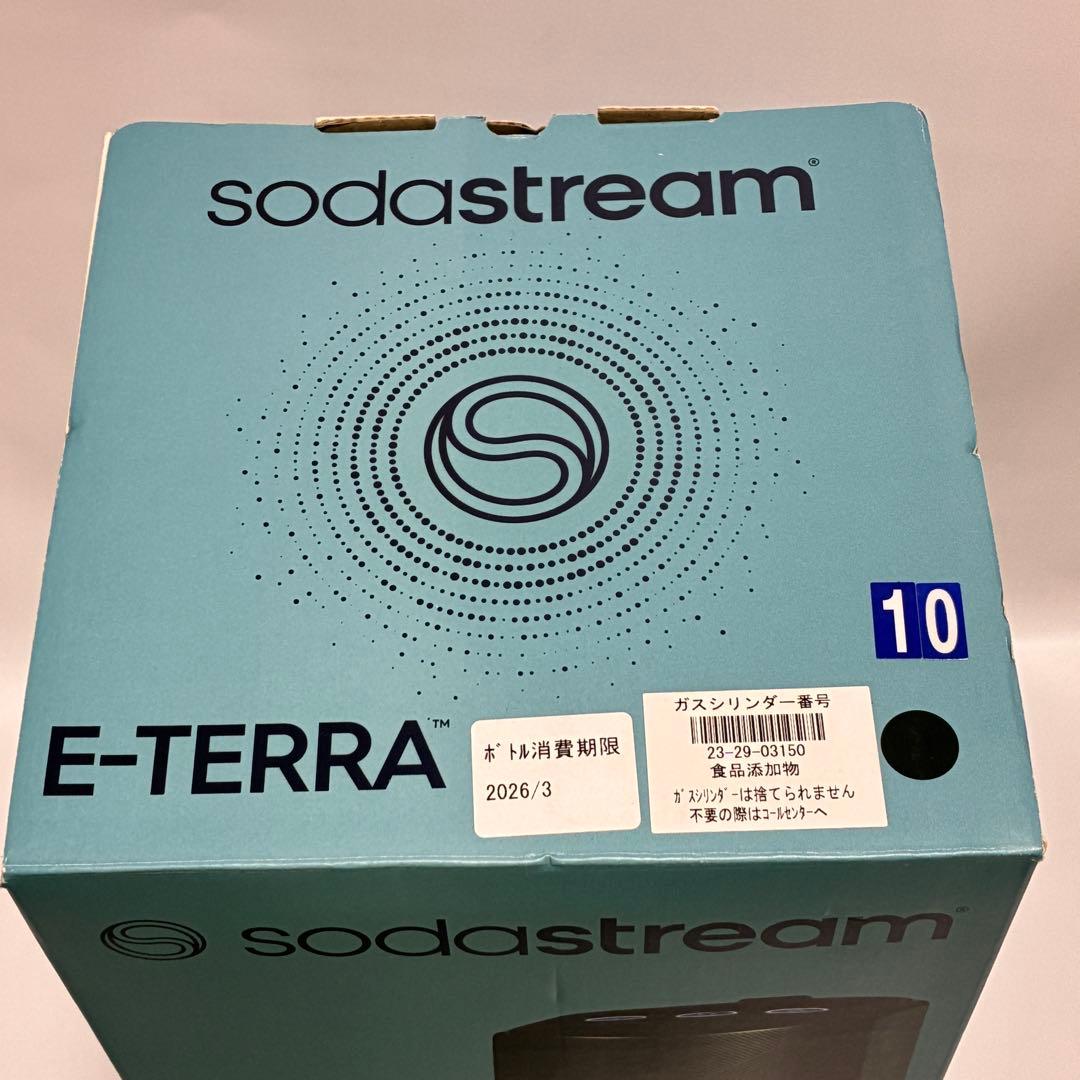 sodastream®
10
E-TERRA™
ﾎﾞﾄﾙ消費期限
2026/3
ガスシリンダー番号
23-29-03150
食品添加物
ｶﾞｽｼﾘﾝﾀﾞｰは捨てられません
不要の際はｺｰﾙｾﾝﾀｰへ
sodastream®